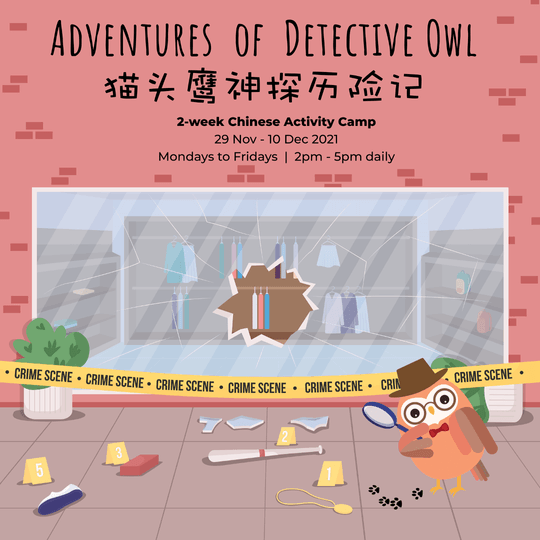 Adventures of Detective Owl
猫头鹰神探历险记
2-week Chinese Activity Camp
29 Nov - 10 Dec 2021
Mondays to Fridays | 2pm - 5pm daily
• CRIME SCENE • CRIME SCENE • CRIME SCENE • CRIME SCENE • CRIME SCENE • CRIM CRIME SCENE •
2
3
5
1